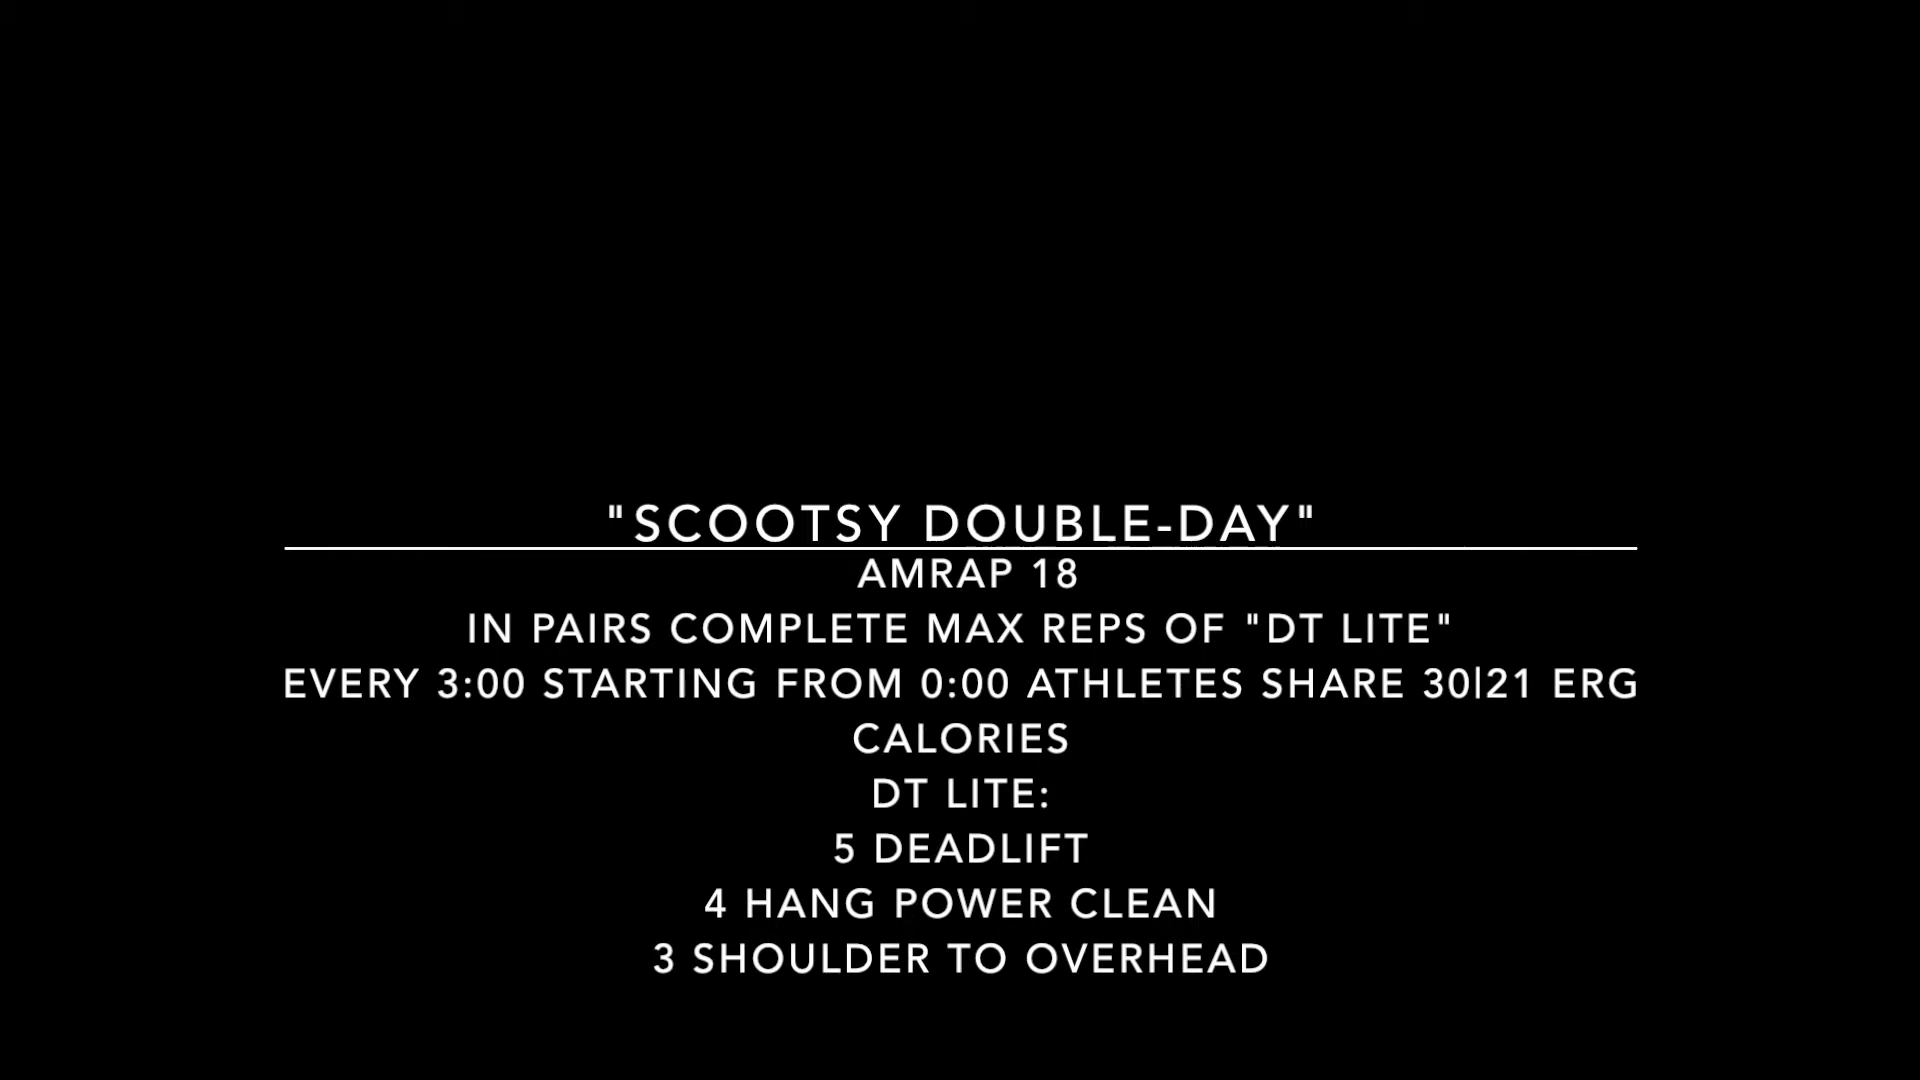 "SCOOTSY DOUBLE-DAY"
AMRAP 18
IN PAIRS COMPLETE MAX REPS OF "DT LITE"
EVERY 3:00 STARTING FROM 0:00 ATHLETES SHARE 30|21 ERG
CALORIES
DT LITE:
5 DEADLIFT
4 HANG POWER CLEAN
3 SHOULDER TO OVERHEAD